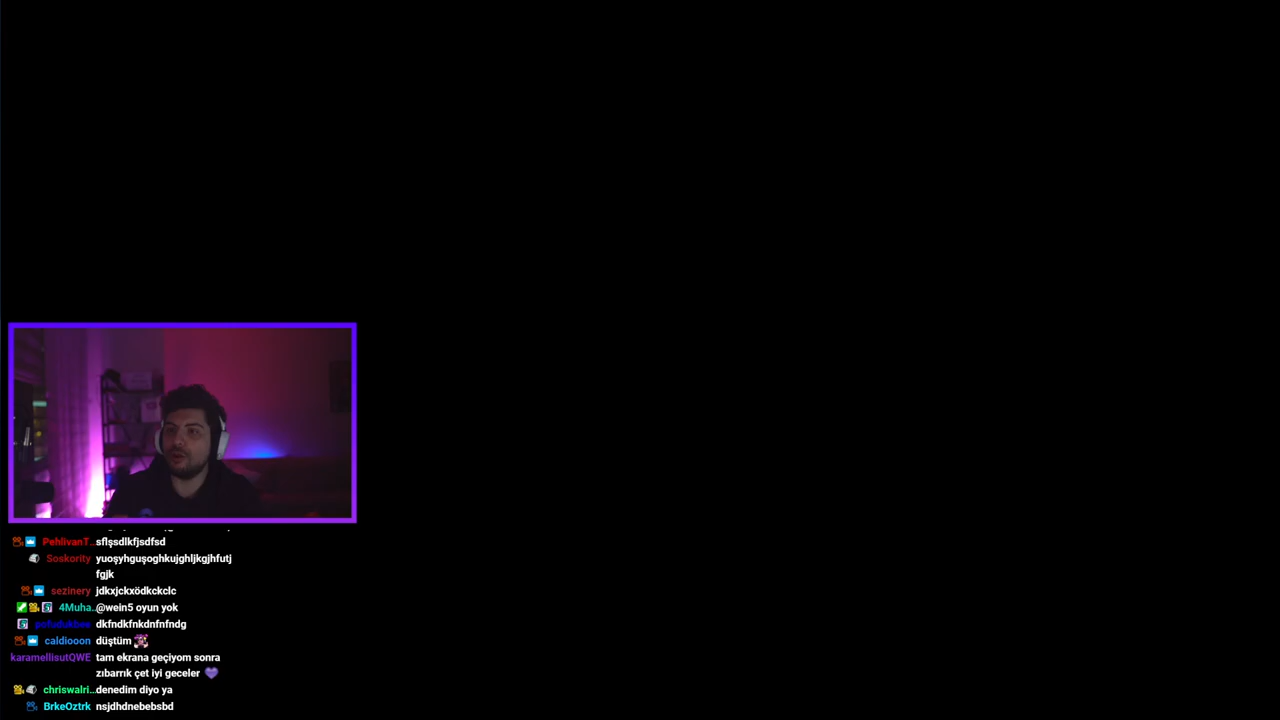 PehlivanT... sflşsdlkfjsdfsd
Soskority yuoşyhguşoghkujghljkgjhfutj
fgjk
sezinery jdkxjckxödkckclc
4Muha... @wein5 oyun yok
pofudukbee dkfndkfnkdnfnfndg
caldiooon düştüm
karamellisutQWE tam ekrana geçiyom sonra
zıbarrık çet iyi geceler
chriswalri... denedim diyo ya
BrkeOztrk nsjdhdnebebsbd